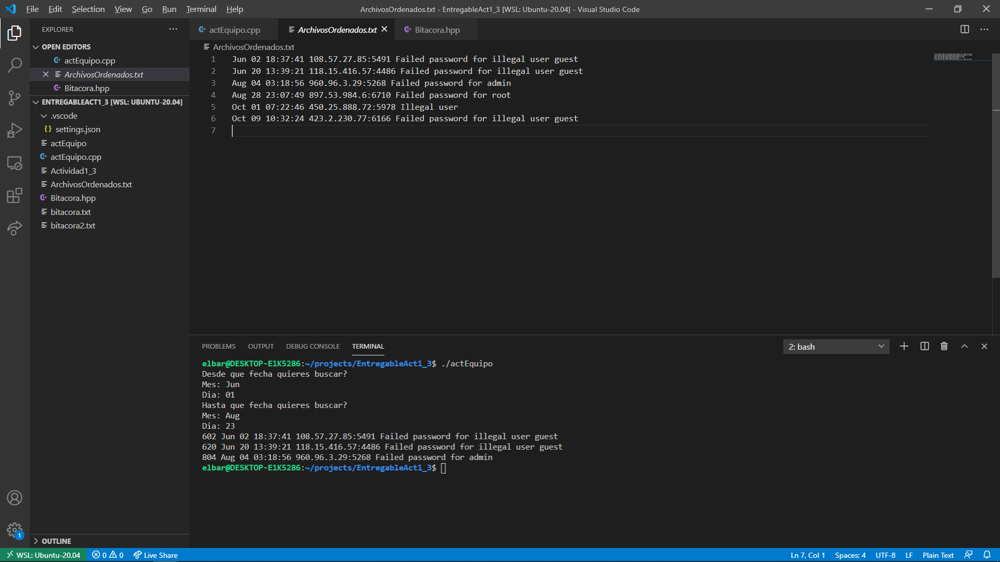 File Edit Selection View Go Run Terminal Help
ArchivosOrdenados.txt - EntregableAct1_3 [WSL: Ubuntu-20.04] - Visual Studio Code
EXPLORER
OPEN EDITORS
actEquipo.cpp
ArchivosOrdenados.txt
Bitacora.hpp
ENTREGABLEACT1_3 [WSL: UBUNTU-20.04]
.vscode
{} settings.json
actEquipo
actEquipo.cpp
Actividad1_3
ArchivosOrdenados.txt
Bitacora.hpp
bitacora.txt
bitacora2.txt
OUTLINE
1
actEquipo.cpp ArchivosOrdenados.txt Bitacora.hpp
ArchivosOrdenados.txt
1 Jun 02 18:37:41 108.57.27.85:5491 Failed password for illegal user guest
2 Jun 20 13:39:21 118.15.416.57:4486 Failed password for illegal user guest
3 Aug 04 03:18:56 960.96.3.29:5268 Failed password for admin
4 Aug 28 23:07:49 897.53.984.6:6710 Failed password for root
5 Oct 01 07:22:46 450.25.888.72:5978 Illegal user
6 Oct 09 10:32:24 423.2.230.77:6166 Failed password for illegal user guest
7
PROBLEMS OUTPUT DEBUG CONSOLE TERMINAL
2: bash
elbar@DESKTOP-E1K5286:~/projects/EntregableAct1_3$ ./actEquipo
Desde que fecha quieres buscar?
Mes: Jun
Dia: 01
Hasta que fecha quieres buscar?
Mes: Aug
Dia: 23
602 Jun 02 18:37:41 108.57.27.85:5491 Failed password for illegal user guest
620 Jun 20 13:39:21 118.15.416.57:4486 Failed password for illegal user guest
804 Aug 04 03:18:56 960.96.3.29:5268 Failed password for admin
elbar@DESKTOP-E1K5286:~/projects/EntregableAct1_3$
WSL: Ubuntu-20.04 0 0 Live Share
Ln 7, Col 1 Spaces: 4 UTF-8 LF Plain Text